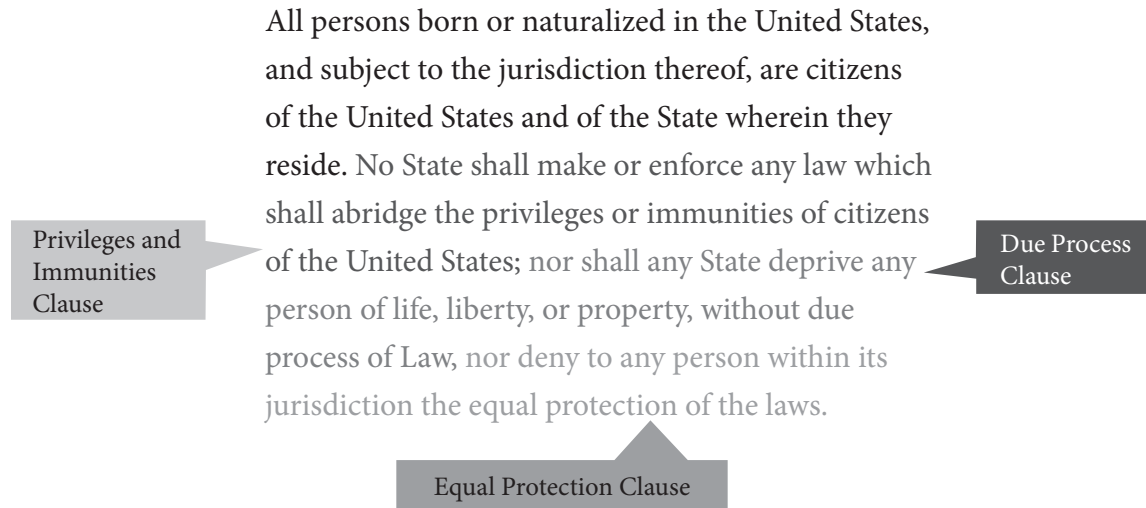 All persons born or naturalized in the United States,
and subject to the jurisdiction thereof, are citizens
of the United States and of the State wherein they
reside. No State shall make or enforce any law which
shall abridge the privileges or immunities of citizens
of the United States; nor shall any State deprive any
person of life, liberty, or property, without due
process of Law, nor deny to any person within its
jurisdiction the equal protection of the laws.
Privileges and
Immunities
Clause
Due Process
Clause
Equal Protection Clause